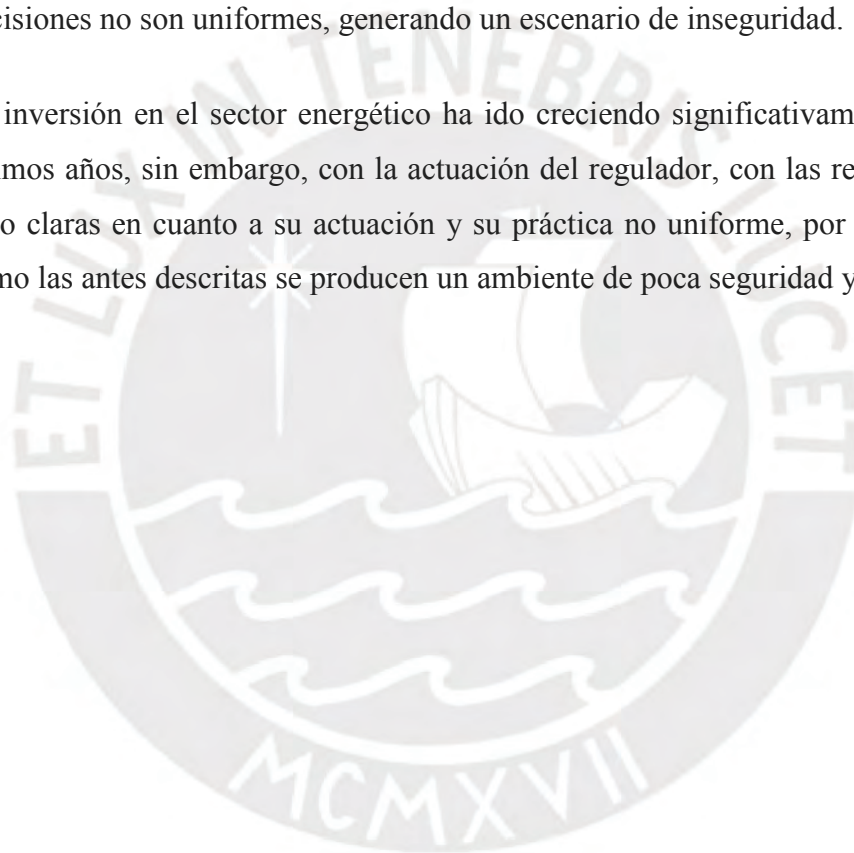 cisiones no son uniformes, generando un escenario de inseguridad.
inversión en el sector energético ha ido creciendo significativam
mos años, sin embargo, con la actuación del regulador, con las re
o claras en cuanto a su actuación y su práctica no uniforme, por
mo las antes descritas se producen un ambiente de poca seguridad y
ET LUX IN TENEBRIS LUCET
MCMXVII